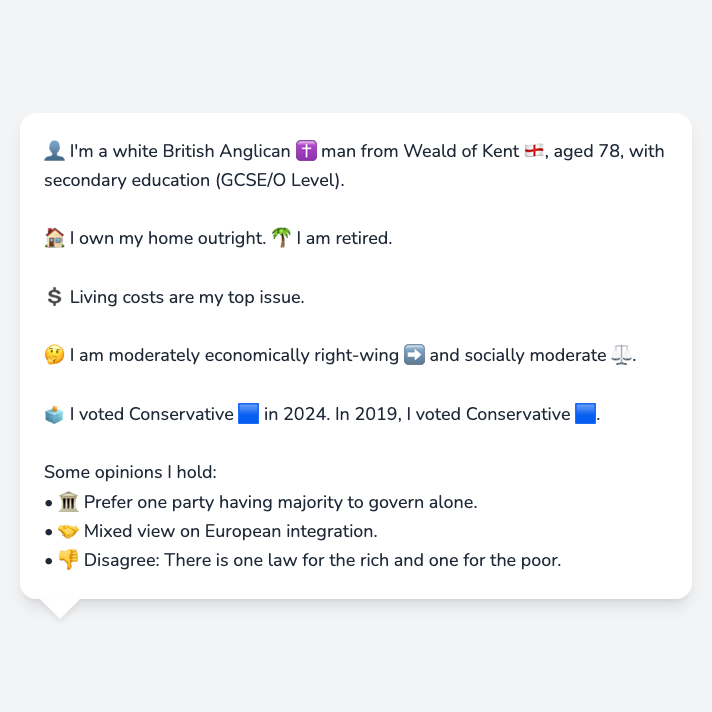 👤 I'm a white British Anglican ✝️ man from Weald of Kent 🏴󠁧󠁢󠁥󠁮󠁧󠁿, aged 78, with
secondary education (GCSE/O Level).
🏠 I own my home outright. 🌴 I am retired.
💲 Living costs are my top issue.
🤔 I am moderately economically right-wing ➡️ and socially moderate ⚖️.
🗳️ I voted Conservative 🟦 in 2024. In 2019, I voted Conservative 🟦.
Some opinions I hold:
• 🏛️ Prefer one party having majority to govern alone.
• 🤝 Mixed view on European integration.
• 👎 Disagree: There is one law for the rich and one for the poor.